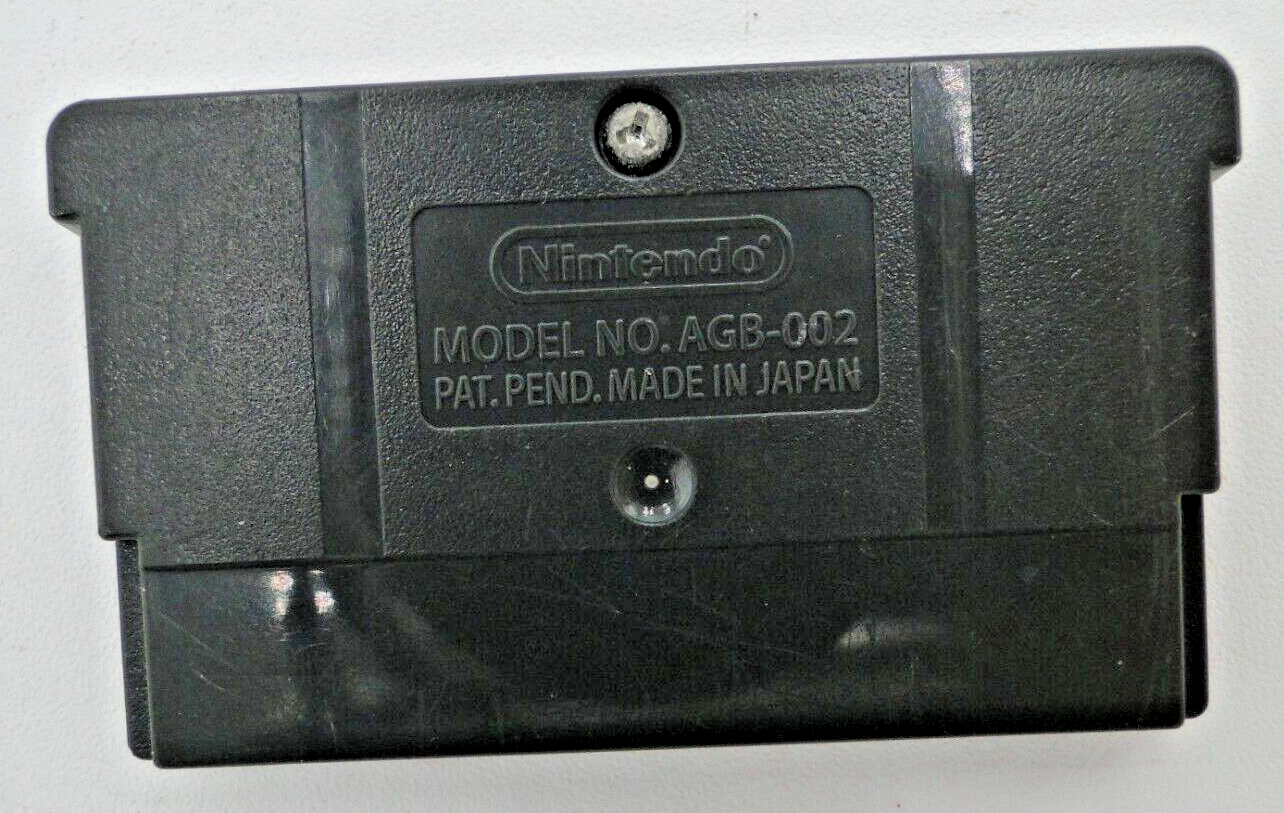 Nintendo®
MODEL NO. AGB-002
PAT. PEND. MADE IN JAPAN